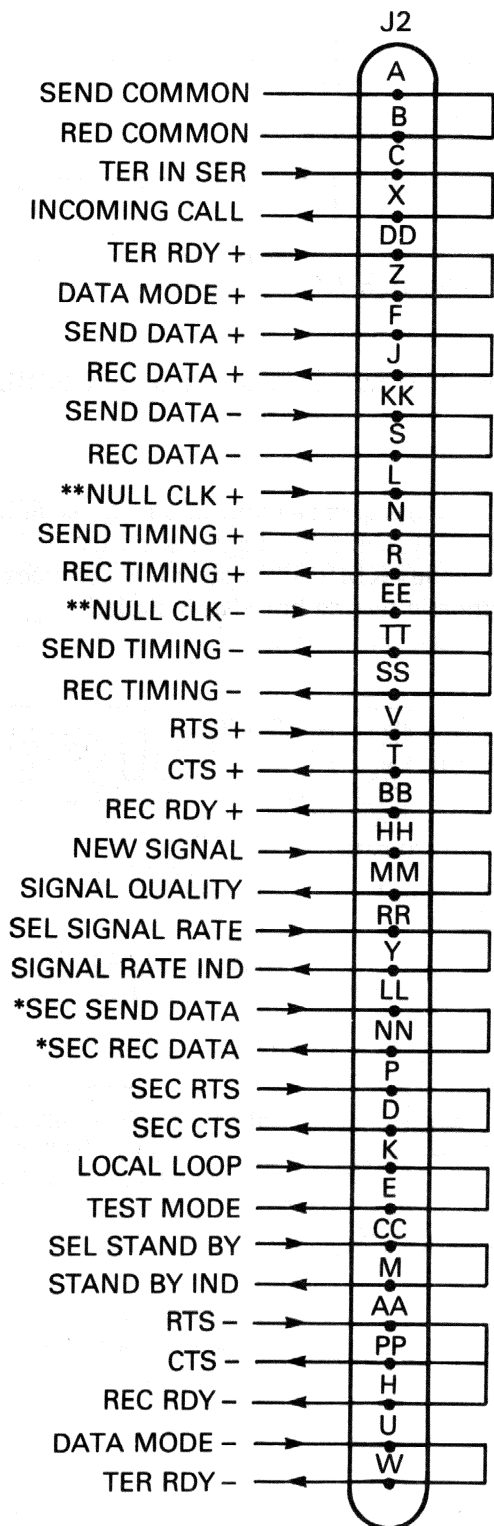 J2
A
SEND COMMON
B
RED COMMON
C
TER IN SER
X
INCOMING CALL
DD
TER RDY +
Z
DATA MODE +
F
SEND DATA +
J
REC DATA +
KK
SEND DATA -
S
REC DATA -
L
**NULL CLK +
N
SEND TIMING +
R
REC TIMING +
EE
**NULL CLK -
TT
SEND TIMING -
SS
REC TIMING -
V
RTS +
T
CTS +
BB
REC RDY +
HH
NEW SIGNAL
MM
SIGNAL QUALITY
RR
SEL SIGNAL RATE
Y
SIGNAL RATE IND
LL
*SEC SEND DATA
NN
*SEC REC DATA
P
SEC RTS
D
SEC CTS
K
LOCAL LOOP
E
TEST MODE
CC
SEL STAND BY
M
STAND BY IND
AA
RTS -
PP
CTS -
H
REC RDY -
U
DATA MODE -
W
TER RDY -